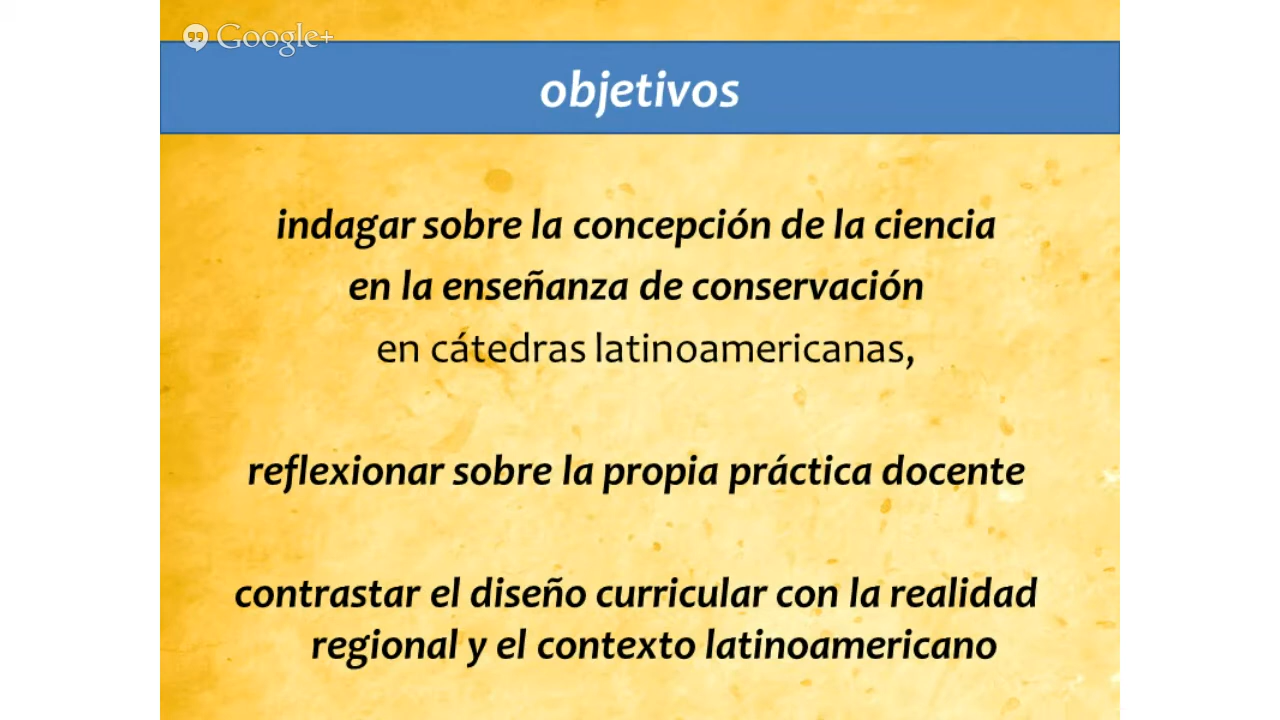 Google+
objetivos
indagar sobre la concepción de la ciencia
en la enseñanza de conservación
en cátedras latinoamericanas,
reflexionar sobre la propia práctica docente
contrastar el diseño curricular con la realidad
regional y el contexto latinoamericano